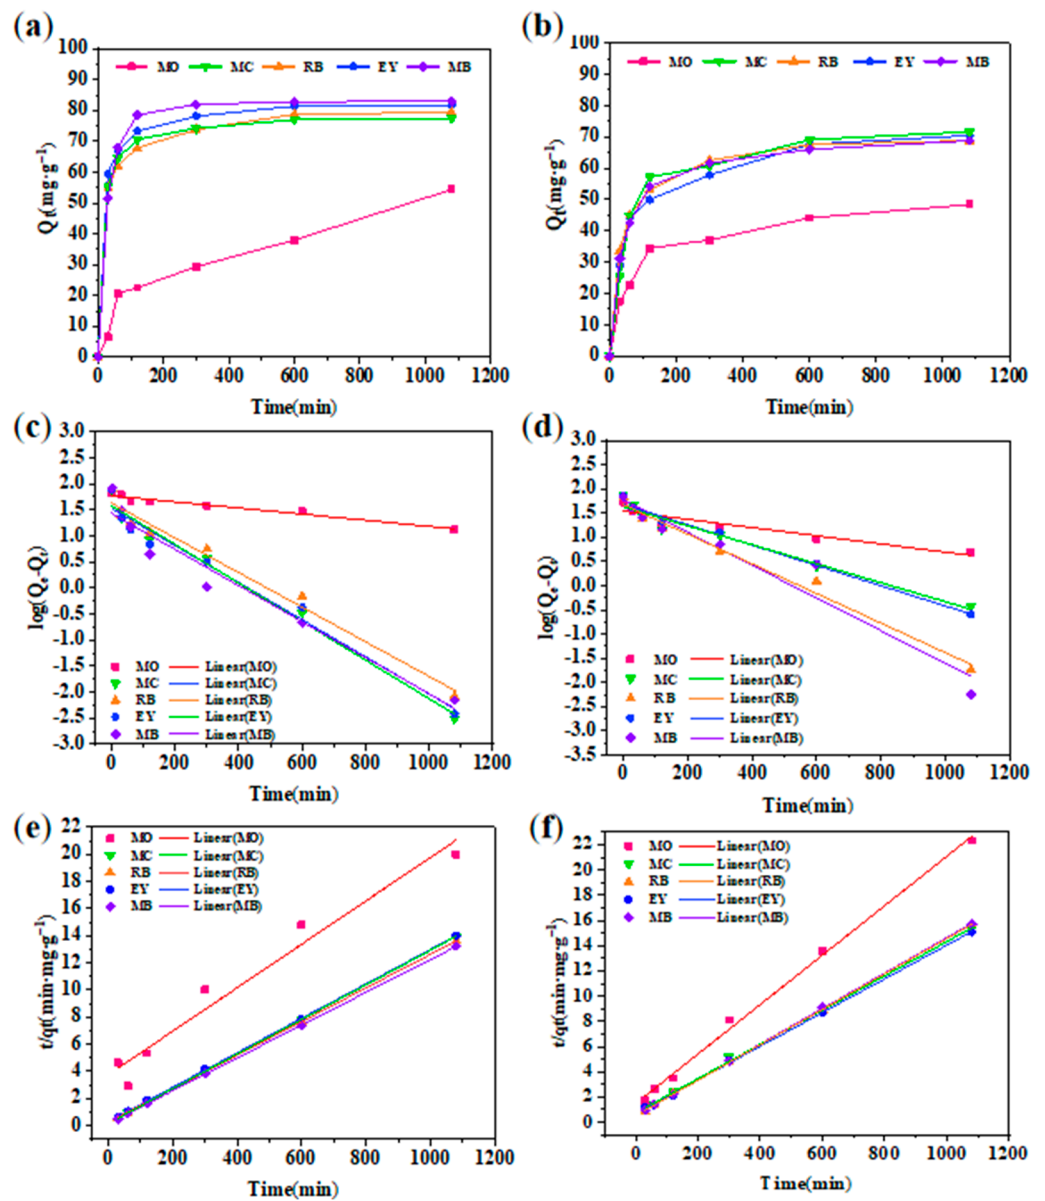 (a)
100
90
80
70
60
50
40
30
20
10
0
Qt(mg·g⁻¹)
MO MC RB EY MB
0 200 400 600 800 1000 1200
Time(min)
(b)
100
90
80
70
60
50
40
30
20
10
0
Qt(mg·g⁻¹)
MO MC RB EY MB
0 200 400 600 800 1000 1200
Time(min)
(c)
3.0
2.5
2.0
1.5
1.0
0.5
0.0
-0.5
-1.0
-1.5
-2.0
-2.5
-3.0
log(Qe-Qt)
MO Linear(MO)
MC Linear(MC)
RB Linear(RB)
EY Linear(EY)
MB Linear(MB)
0 200 400 600 800 1000 1200
Time(min)
(d)
3.0
2.5
2.0
1.5
1.0
0.5
0.0
-0.5
-1.0
-1.5
-2.0
-2.5
-3.0
-3.5
log(Qe-Qt)
MO Linear(MO)
MC Linear(MC)
RB Linear(RB)
EY Linear(EY)
MB Linear(MB)
0 200 400 600 800 1000 1200
Time(min)
(e)
22
20
18
16
14
12
10
8
6
4
2
0
t/qt(min·mg·g⁻¹)
MO Linear(MO)
MC Linear(MC)
RB Linear(RB)
EY Linear(EY)
MB Linear(MB)
0 200 400 600 800 1000 1200
Time(min)
(f)
22
20
18
16
14
12
10
8
6
4
2
0
t/qt(min·mg·g⁻¹)
MO Linear(MO)
MC Linear(MC)
RB Linear(RB)
EY Linear(EY)
MB Linear(MB)
0 200 400 600 800 1000 1200
Time(min)